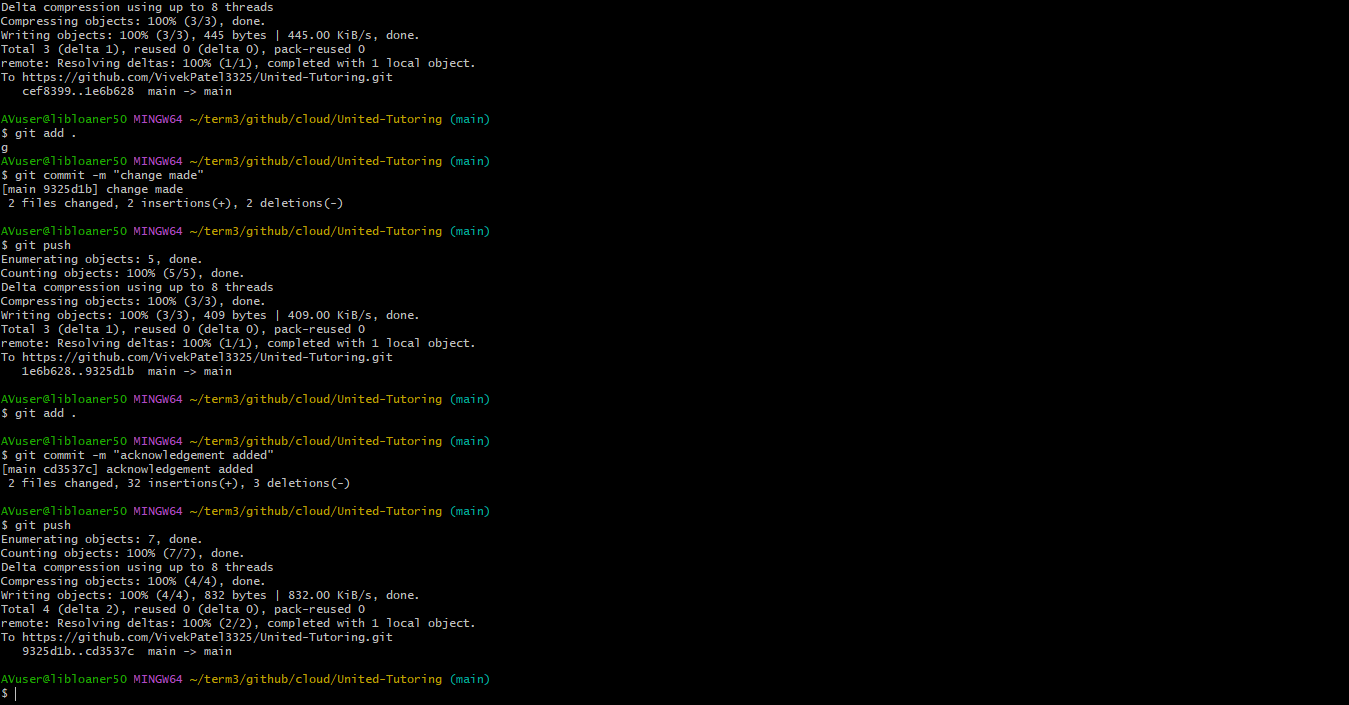 Delta compression using up to 8 threads
Compressing objects: 100% (3/3), done.
Writing objects: 100% (3/3), 445 bytes | 445.00 KiB/s, done.
Total 3 (delta 1), reused 0 (delta 0), pack-reused 0
remote: Resolving deltas: 100% (1/1), completed with 1 local object.
To https://github.com/VivekPatel3325/United-Tutoring.git
   cef8399..1e6b628  main -> main

AVuser@libloaner50 MINGW64 ~/term3/github/cloud/United-Tutoring (main)
$ git add .
g
AVuser@libloaner50 MINGW64 ~/term3/github/cloud/United-Tutoring (main)
$ git commit -m "change made"
[main 9325d1b] change made
 2 files changed, 2 insertions(+), 2 deletions(-)

AVuser@libloaner50 MINGW64 ~/term3/github/cloud/United-Tutoring (main)
$ git push
Enumerating objects: 5, done.
Counting objects: 100% (5/5), done.
Delta compression using up to 8 threads
Compressing objects: 100% (3/3), done.
Writing objects: 100% (3/3), 409 bytes | 409.00 KiB/s, done.
Total 3 (delta 1), reused 0 (delta 0), pack-reused 0
remote: Resolving deltas: 100% (1/1), completed with 1 local object.
To https://github.com/VivekPatel3325/United-Tutoring.git
   1e6b628..9325d1b  main -> main

AVuser@libloaner50 MINGW64 ~/term3/github/cloud/United-Tutoring (main)
$ git add .

AVuser@libloaner50 MINGW64 ~/term3/github/cloud/United-Tutoring (main)
$ git commit -m "acknowledgement added"
[main cd3537c] acknowledgement added
 2 files changed, 32 insertions(+), 3 deletions(-)

AVuser@libloaner50 MINGW64 ~/term3/github/cloud/United-Tutoring (main)
$ git push
Enumerating objects: 7, done.
Counting objects: 100% (7/7), done.
Delta compression using up to 8 threads
Compressing objects: 100% (4/4), done.
Writing objects: 100% (4/4), 832 bytes | 832.00 KiB/s, done.
Total 4 (delta 2), reused 0 (delta 0), pack-reused 0
remote: Resolving deltas: 100% (2/2), completed with 1 local object.
To https://github.com/VivekPatel3325/United-Tutoring.git
   9325d1b..cd3537c  main -> main

AVuser@libloaner50 MINGW64 ~/term3/github/cloud/United-Tutoring (main)
$